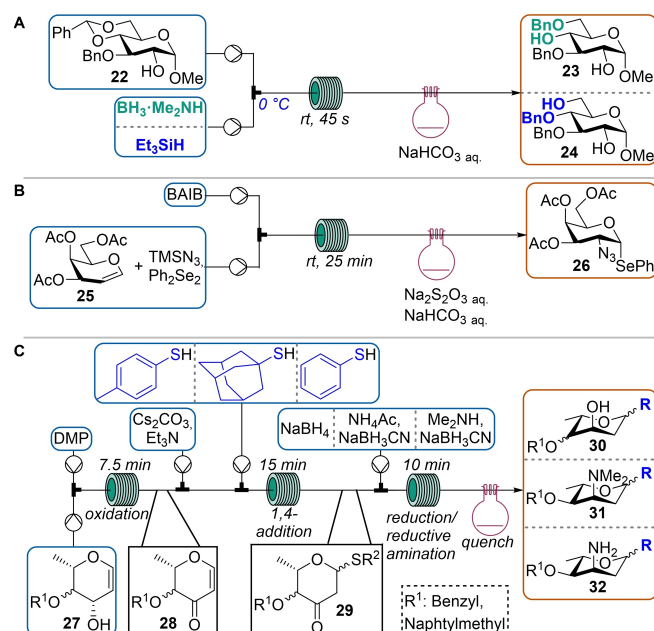 A
Ph
O
O
O
BnO
HO
OMe
22
BH₃·Me₂NH
Et₃SiH
0 °C
rt, 45 s
NaHCO₃ aq.
BnO
HO
O
BnO
HO
OMe
23
HO
BnO
O
BnO
HO
OMe
24
B
BAIB
AcO
OAc
O
AcO
25
+ TMSN₃,
Ph₂Se₂
rt, 25 min
Na₂S₂O₃ aq.
NaHCO₃ aq.
AcO
OAc
O
AcO
N₃
SePh
26
C
SH
SH
SH
DMP
Cs₂CO₃,
Et₃N
NaBH₄
NH₄Ac,
NaBH₃CN
Me₂NH,
NaBH₃CN
7.5 min
oxidation
15 min
1,4-
addition
10 min
reduction/
reductive
amination
quench
OH
O
R
R¹O
30
NMe₂
O
R
R¹O
31
NH₂
O
R
R¹O
32
O
R¹O
OH
27
O
R¹O
O
28
O
SR²
R¹O
O
29
R¹: Benzyl,
Naphtylmethyl